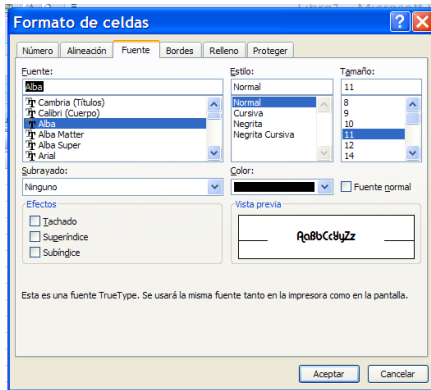 Formato de celdas
Número Alineación Fuente Bordes Relleno Proteger
Fuente: Estilo: Tamaño:
Alba Normal 11
Cambria (Títulos) Normal 8
Calibri (Cuerpo) Cursiva 9
Alba Negrita 10
Alba Matter Negrita Cursiva 11
Alba Super 12
Arial 14
Subrayado: Color:
Ninguno Fuente normal
Efectos Vista previa
Tachado
Superíndice AaBbCcYyZz
Subíndice
Esta es una fuente TrueType. Se usará la misma fuente tanto en la impresora como en la pantalla.
Aceptar Cancelar